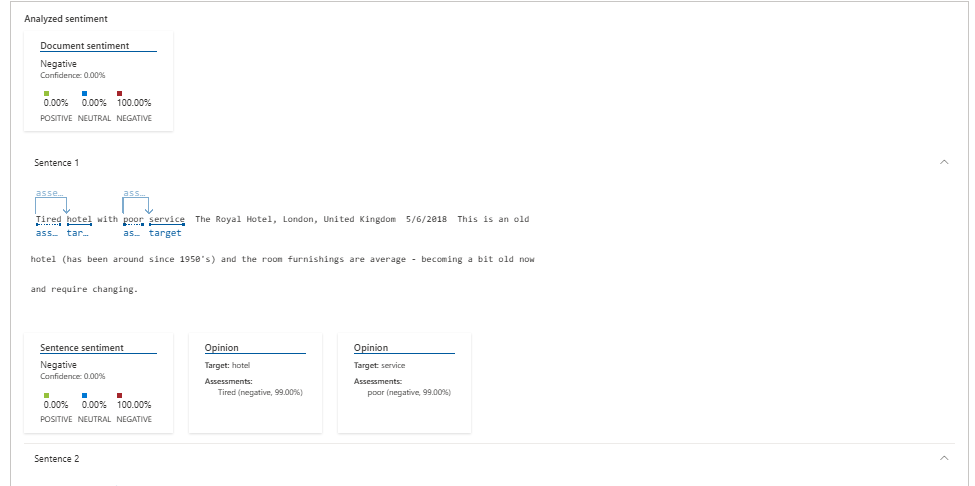 Analyzed sentiment
Document sentiment
Negative
Confidence: 0.00%
0.00% 0.00% 100.00%
POSITIVE NEUTRAL NEGATIVE
Sentence 1
asse… ass…
Tired hotel with poor service The Royal Hotel, London, United Kingdom 5/6/2018 This is an old
ass… tar… as… target
hotel (has been around since 1950's) and the room furnishings are average - becoming a bit old now
and require changing.
Sentence sentiment
Negative
Confidence: 0.00%
0.00% 0.00% 100.00%
POSITIVE NEUTRAL NEGATIVE
Opinion
Target: hotel
Assessments:
Tired (negative, 99.00%)
Opinion
Target: service
Assessments:
poor (negative, 99.00%)
Sentence 2